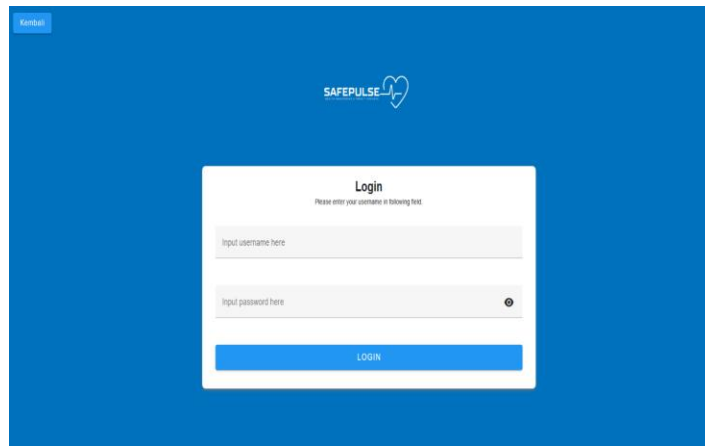 Kembali
SAFEPULSE
Login
Please enter your username in following field
Input username here
Input password here
LOGIN